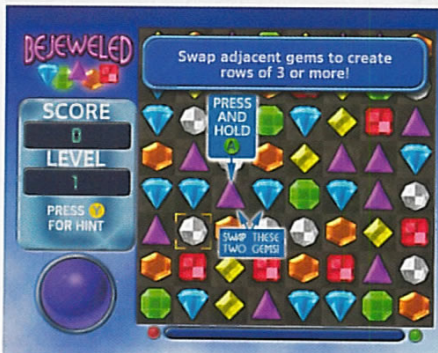 BEJEWELED
Swap adjacent gems to create
rows of 3 or more!
SCORE
0
LEVEL
1
PRESS Y
FOR HINT
PRESS
AND
HOLD
A
SWAP THESE
TWO GEMS!